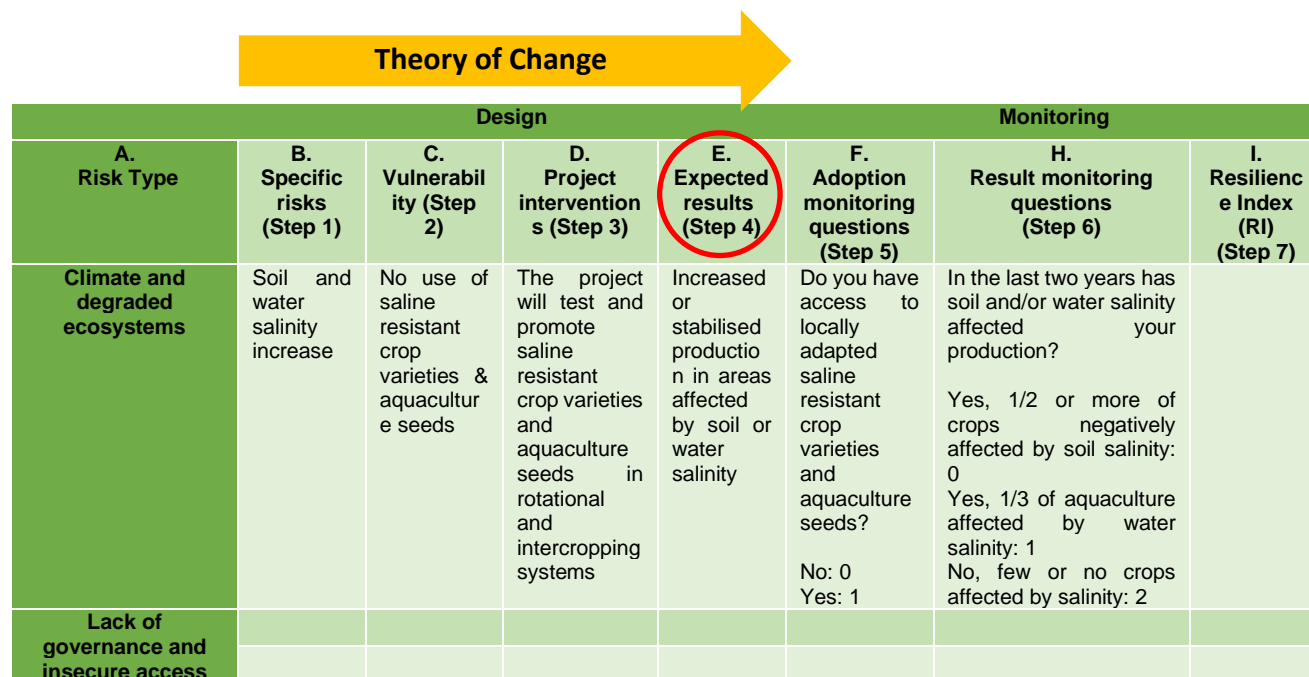 Theory of Change
Design
Monitoring
A.
Risk Type
B.
Specific
risks
(Step 1)
C.
Vulnerabil
ity (Step
2)
D.
Project
intervention
s (Step 3)
E.
Expected
results
(Step 4)
F.
Adoption
monitoring
questions
(Step 5)
H.
Result monitoring
questions
(Step 6)
I.
Resilienc
e Index
(RI)
(Step 7)
Climate and
degraded
ecosystems
Soil and
water
salinity
increase
No use of
saline
resistant
crop
varieties &
aquacultur
e seeds
The project
will test and
promote
saline
resistant
crop varieties
and
aquaculture
seeds in
rotational
and
intercropping
systems
Increased
or
stabilised
productio
n in areas
affected
by soil or
water
salinity
Do you have
access to
locally
adapted
saline
resistant
crop
varieties
and
aquaculture
seeds?
No: 0
Yes: 1
In the last two years has
soil and/or water salinity
affected your
production?
Yes, 1/2 or more of
crops negatively
affected by soil salinity:
0
Yes, 1/3 of aquaculture
affected by water
salinity: 1
No, few or no crops
affected by salinity: 2
Lack of
governance and
insecure access